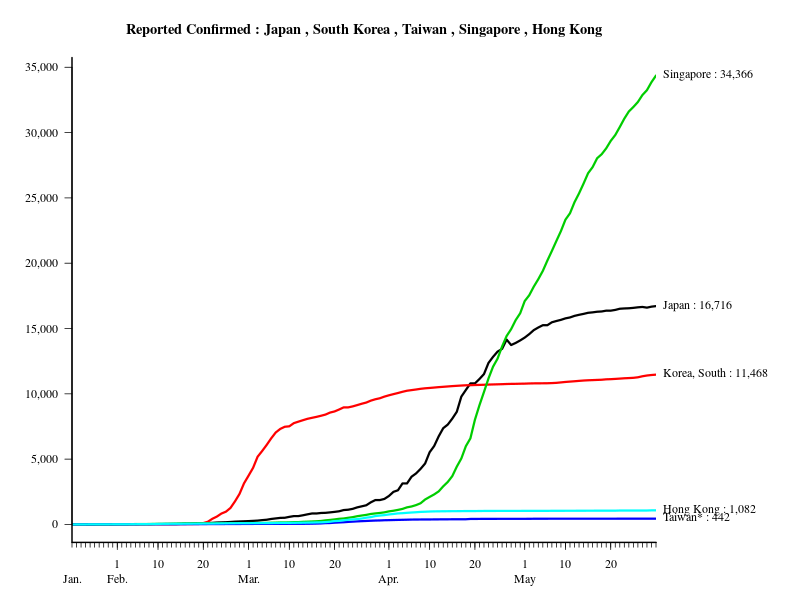 Reported Confirmed : Japan , South Korea , Taiwan , Singapore , Hong Kong
35,000
30,000
25,000
20,000
15,000
10,000
5,000
0
Singapore : 34,366
Japan : 16,716
Korea, South : 11,468
Hong Kong : 1,082
Taiwan* : 442
1 10 20 1 10 20 1 10 20 1 10 20
Jan. Feb. Mar. Apr. May